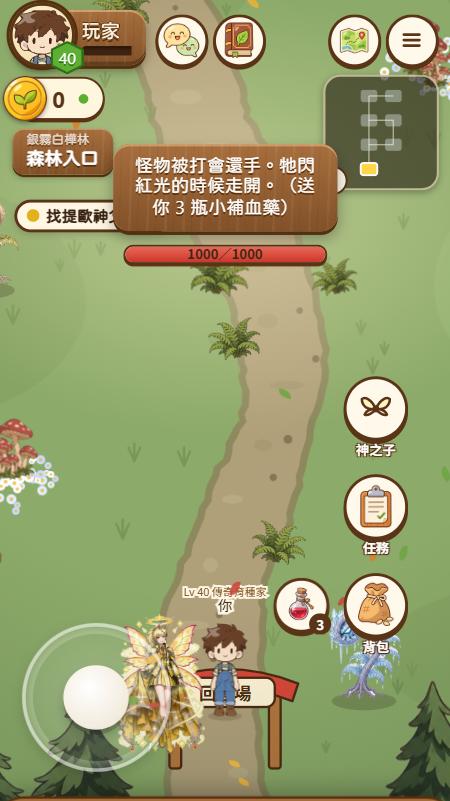 玩家
40
0
銀霧白樺林
森林入口
怪物被打會還手。牠閃
紅光的時候走開。（送
你 3 瓶小補血藥）
找提歐神
1000／1000
神之子
任務
Lv 40 傳奇育種家
你
3
背包
場